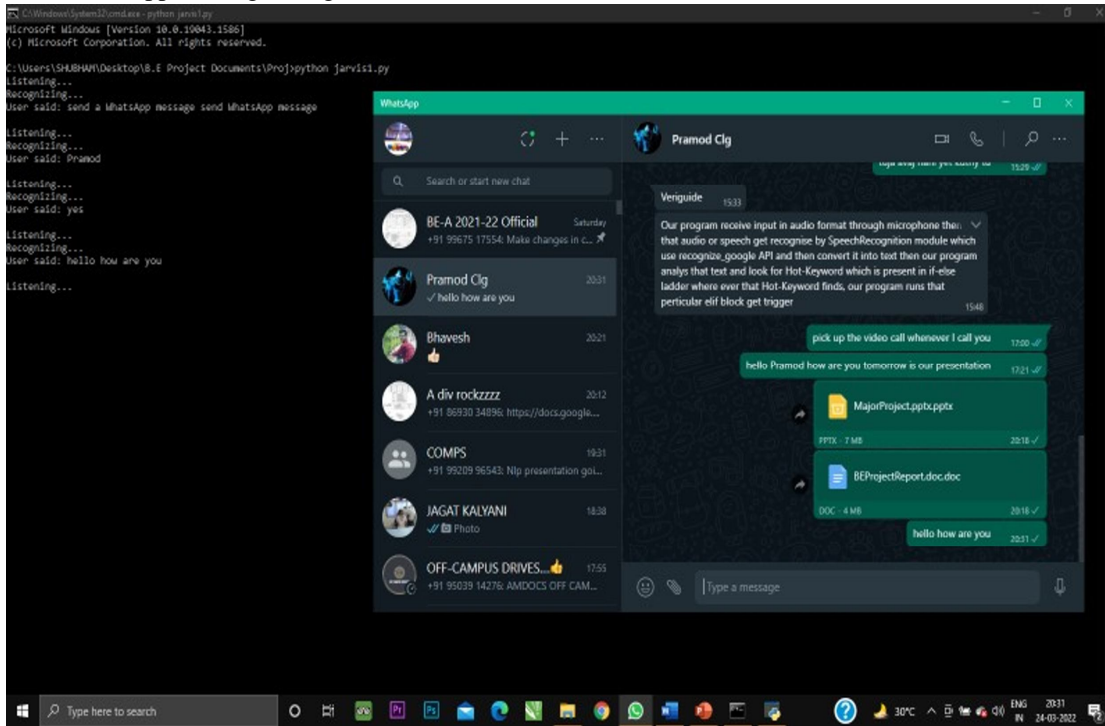 C:\Windows\System32\cmd.exe - python jarvis1.py
Microsoft Windows [Version 10.0.19043.1586]
(c) Microsoft Corporation. All rights reserved.
C:\Users\SHUBHAM\Desktop\B.E Project Documents\Proj>python jarvis1.py
Listening...
Recognizing...
User said: send a WhatsApp message send WhatsApp message
Listening...
Recognizing...
User said: Pramod
Listening...
Recognizing...
User said: yes
Listening...
Recognizing...
User said: hello how are you
Listening...
WhatsApp
Search or start new chat
BE-A 2021-22 Official Saturday
+91 99675 17554: Make changes in c...
Pramod Clg 20:31
hello how are you
Bhavesh 20:21
A div rockzzzz 20:12
+91 86930 34896: https://docs.google...
COMPS 19:31
+91 99209 96543: Nlp presentation goi...
JAGAT KALYANI 18:38
Photo
OFF-CAMPUS DRIVES... 17:55
+91 95039 14276: AMDOCS OFF CAM...
Pramod Clg
15:29
Veriguide 15:33
Our program receive input in audio format through microphone then
that audio or speech get recognise by SpeechRecognition module which
use recognize_google API and then convert it into text then our program
analys that text and look for Hot-Keyword which is present in if-else
ladder where ever that Hot-Keyword finds, our program runs that
perticular elif block get trigger
15:48
pick up the video call whenever I call you 17:00
hello Pramod how are you tomorrow is our presentation 17:21
MajorProject.pptx.pptx
PPTX · 7 MB 20:18
BEProjectReport.doc.doc
DOC · 4 MB 20:18
hello how are you 20:31
Type a message
Type here to search
Pr
Ps
30°C
ENG
IN
20:31
24-03-2022